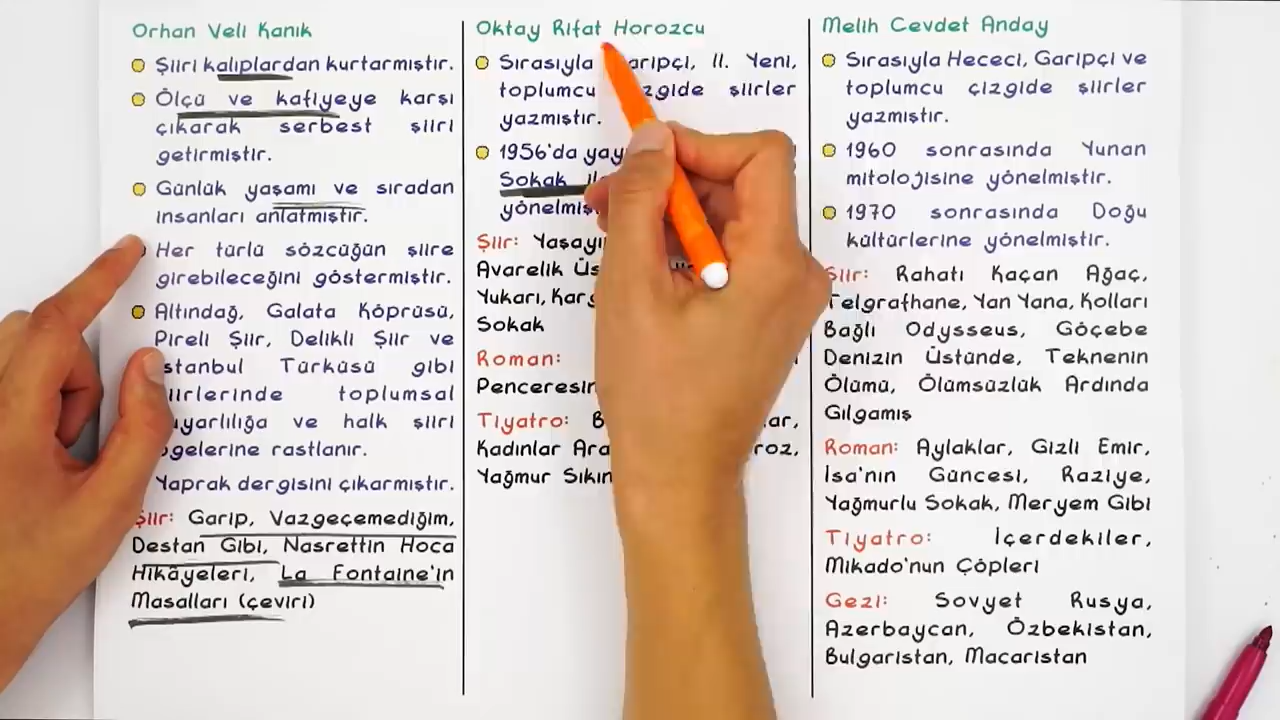 Orhan Veli Kanık
Şiiri kalıplardan kurtarmıştır.
Ölçü ve kafiyeye karşı
çıkarak serbest şiiri
getirmiştir.
Günlük yaşamı ve sıradan
insanları anlatmıştır.
Her türlü sözcüğün şiire
girebileceğini göstermiştir.
Altındağ, Galata Köprüsü,
Pireli Şiir, Delikli Şiir ve
İstanbul Türküsü gibi
şiirlerinde toplumsal
duyarlılığa ve halk şiiri
ögelerine rastlanır.
Yaprak dergisini çıkarmıştır.
Şiir: Garip, Vazgeçemediğim,
Destan Gibi, Nasrettin Hoca
Hikâyeleri, La Fontaine'in
Masalları (çeviri)
Oktay Rifat Horozcu
Sırasıyla Garipçi, II. Yeni,
toplumcu çizgide şiirler
yazmıştır.
1956'da
Sokak
Şiir:
Avarelik
Yukarı,
Sokak
Roman:
Tiyatro:
Kadınlar
Yağmur
Melih Cevdet Anday
Sırasıyla Hececi, Garipçi ve
toplumcu çizgide şiirler
yazmıştır.
1960 sonrasında Yunan
mitolojisine yönelmiştir.
1970 sonrasında Doğu
kültürlerine yönelmiştir.
Şiir: Rahatı Kaçan Ağaç,
Telgrafhane, Yan Yana, Kolları
Bağlı Odysseus, Göçebe
Denizin Üstünde, Teknenin
Ölümü, Ölümsüzlük Ardında
Gılgamış
Roman: Aylaklar, Gizli Emir,
İsa'nın Güncesi, Raziye,
Yağmurlu Sokak, Meryem Gibi
Tiyatro: İçerdekiler,
Mikado'nun Çöpleri
Gezi: Sovyet Rusya,
Azerbaycan, Özbekistan,
Bulgaristan, Macaristan